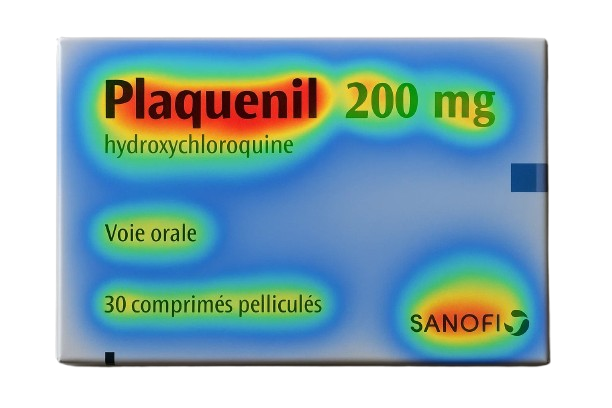 Plaquenil 200 mg
hydroxychloroquine
Voie orale
30 comprimés pelliculés
SANOFI